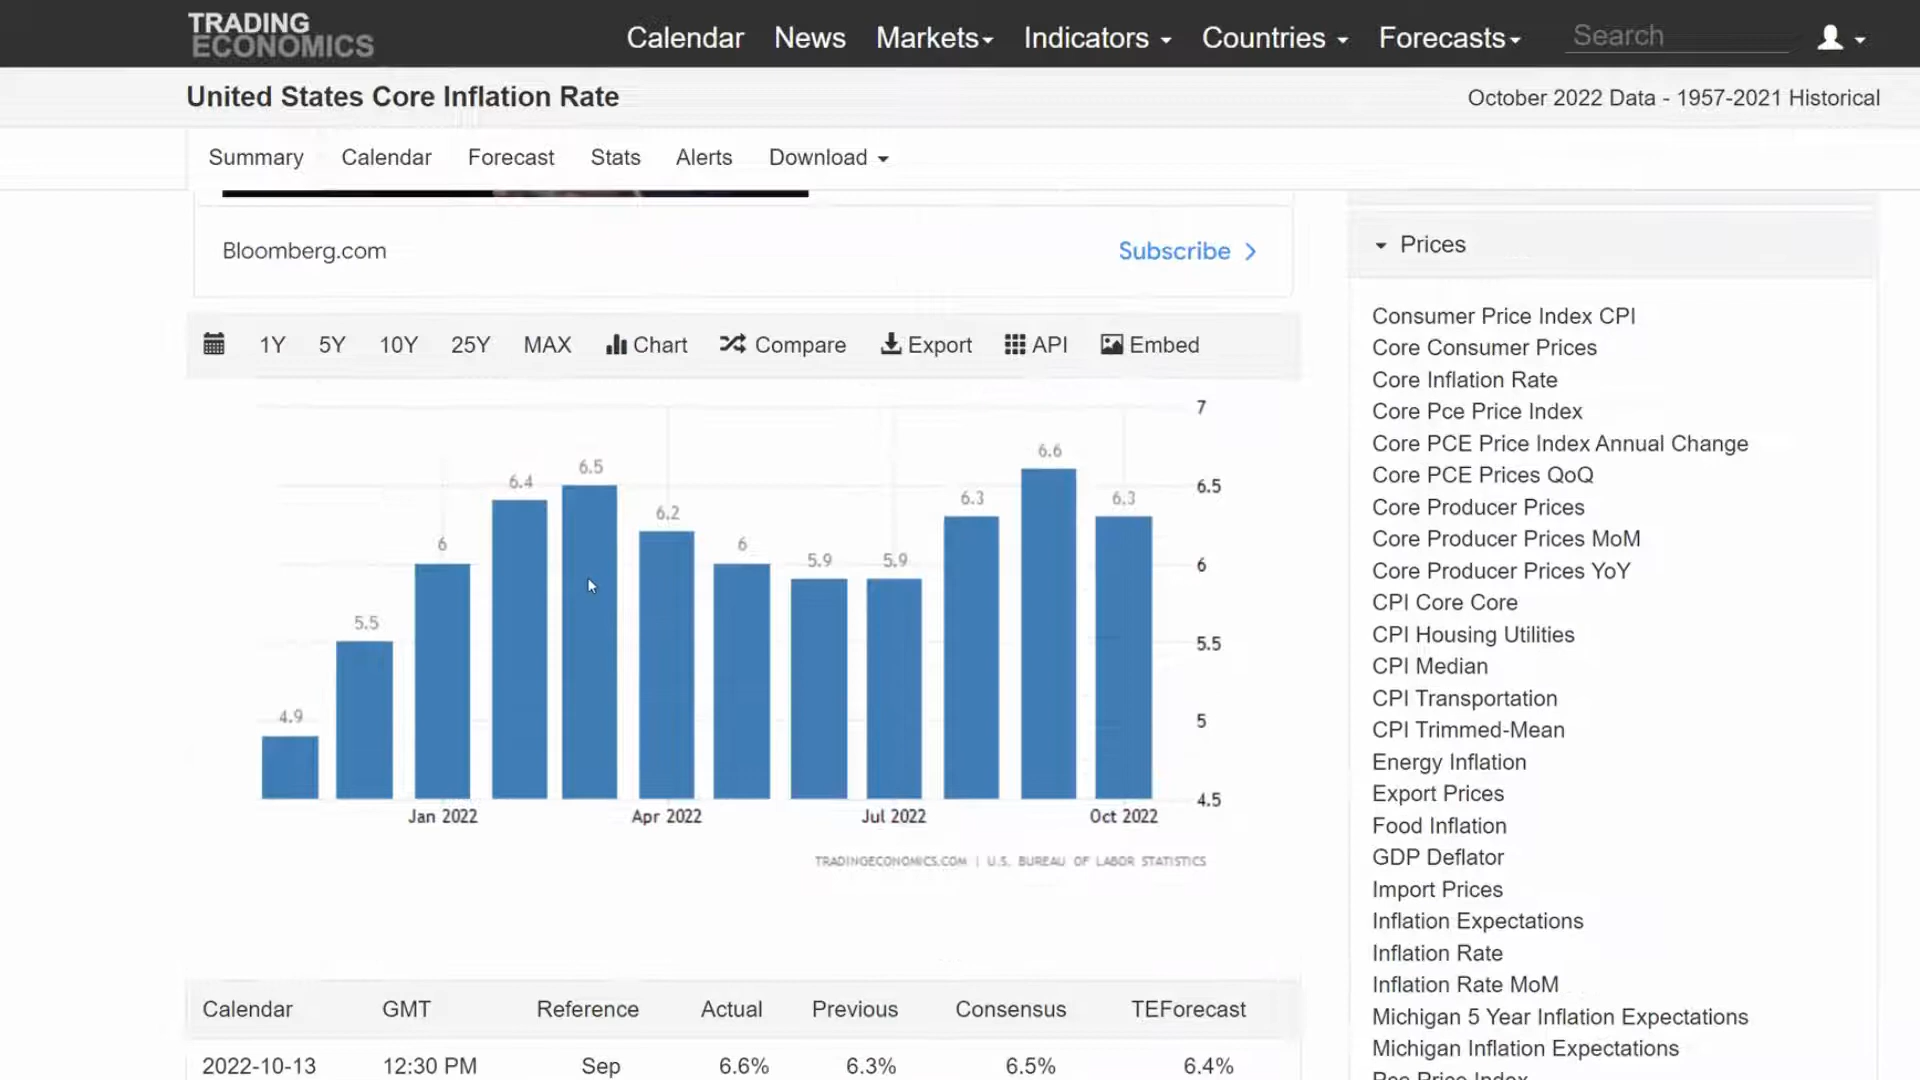 TRADING
ECONOMICS
Calendar News Markets Indicators Countries Forecasts Search
United States Core Inflation Rate
October 2022 Data - 1957-2021 Historical
Summary Calendar Forecast Stats Alerts Download
Bloomberg.com
Subscribe
Prices
1Y 5Y 10Y 25Y MAX Chart Compare Export API Embed
Consumer Price Index CPI
Core Consumer Prices
Core Inflation Rate
Core Pce Price Index
Core PCE Price Index Annual Change
Core PCE Prices QoQ
Core Producer Prices
Core Producer Prices MoM
Core Producer Prices YoY
CPI Core Core
CPI Housing Utilities
CPI Median
CPI Transportation
CPI Trimmed-Mean
Energy Inflation
Export Prices
Food Inflation
GDP Deflator
Import Prices
Inflation Expectations
Inflation Rate
Inflation Rate MoM
Michigan 5 Year Inflation Expectations
Michigan Inflation Expectations
Pce Price Index
4.9
5.5
6
6.4
6.5
6.2
6
5.9
5.9
6.3
6.6
6.3
7
6.5
6
5.5
5
4.5
Jan 2022 Apr 2022 Jul 2022 Oct 2022
TRADINGECONOMICS.COM | U.S. BUREAU OF LABOR STATISTICS
Calendar GMT Reference Actual Previous Consensus TEForecast
2022-10-13 12:30 PM Sep 6.6% 6.3% 6.5% 6.4%